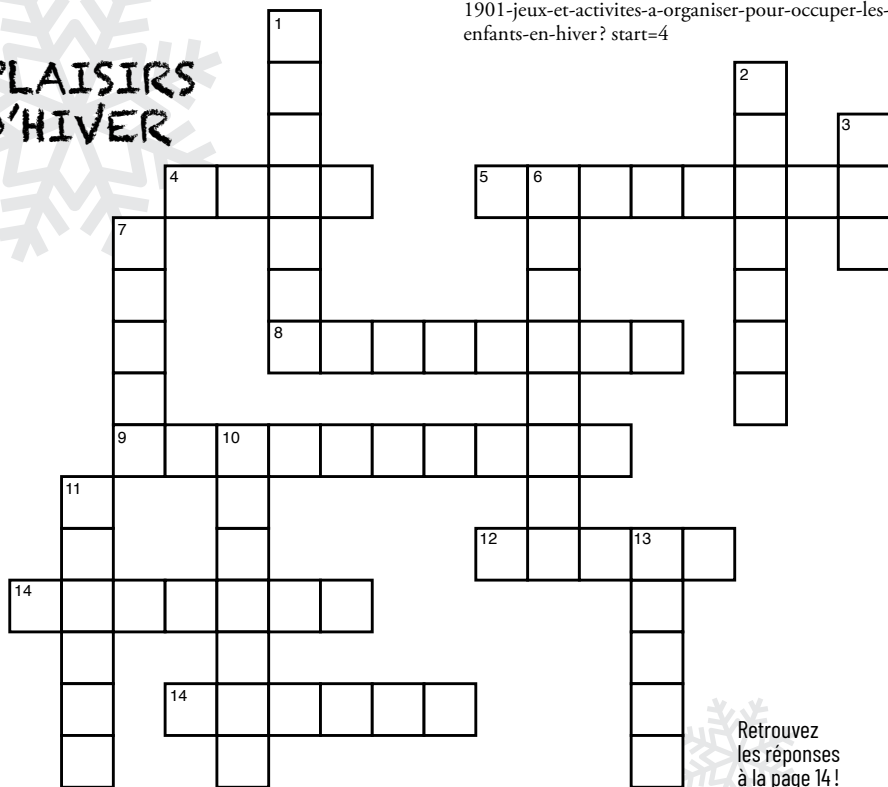 1901-jeux-et-activites-a-organiser-pour-occuper-les-
enfants-en-hiver ? start=4
PLAISIRS
D'HIVER
1
2
3
4
5
6
7
8
9
10
11
12
13
14
14
Retrouvez
les réponses
à la page 14 !